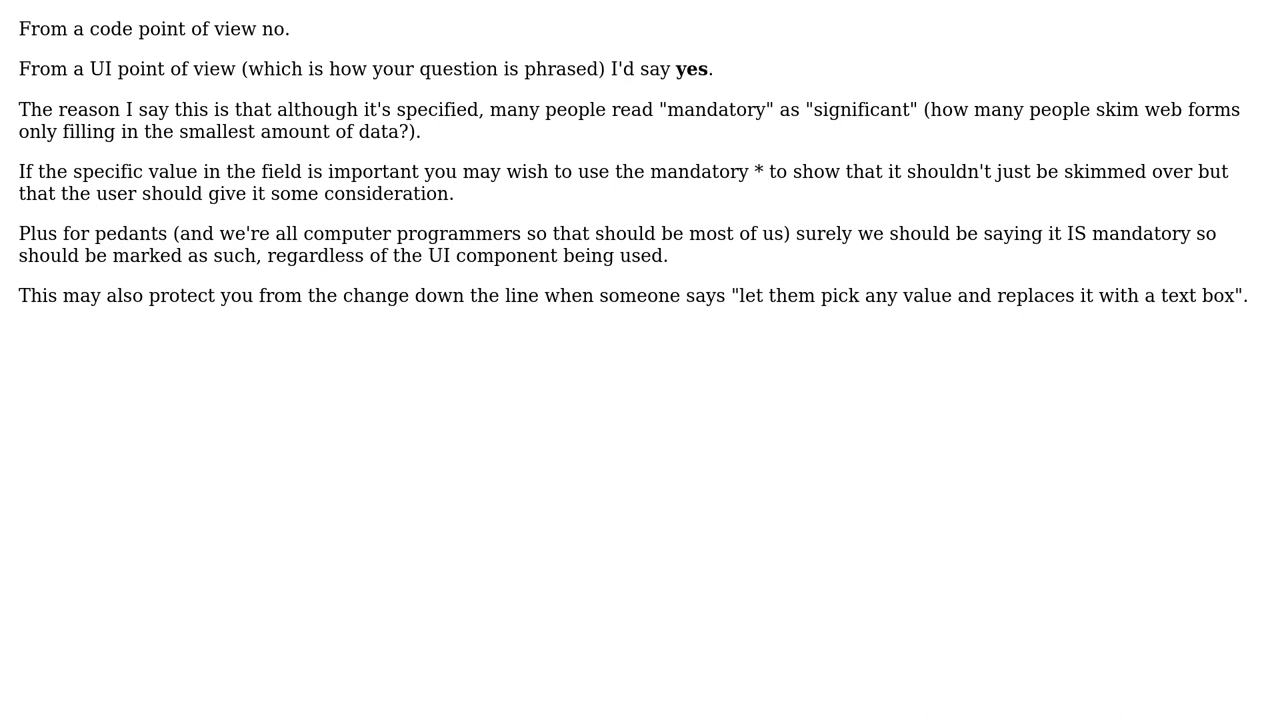 From a code point of view no.
From a UI point of view (which is how your question is phrased) I'd say yes.
The reason I say this is that although it's specified, many people read "mandatory" as "significant" (how many people skim web forms
only filling in the smallest amount of data?).
If the specific value in the field is important you may wish to use the mandatory * to show that it shouldn't just be skimmed over but
that the user should give it some consideration.
Plus for pedants (and we're all computer programmers so that should be most of us) surely we should be saying it IS mandatory so
should be marked as such, regardless of the UI component being used.
This may also protect you from the change down the line when someone says "let them pick any value and replaces it with a text box".